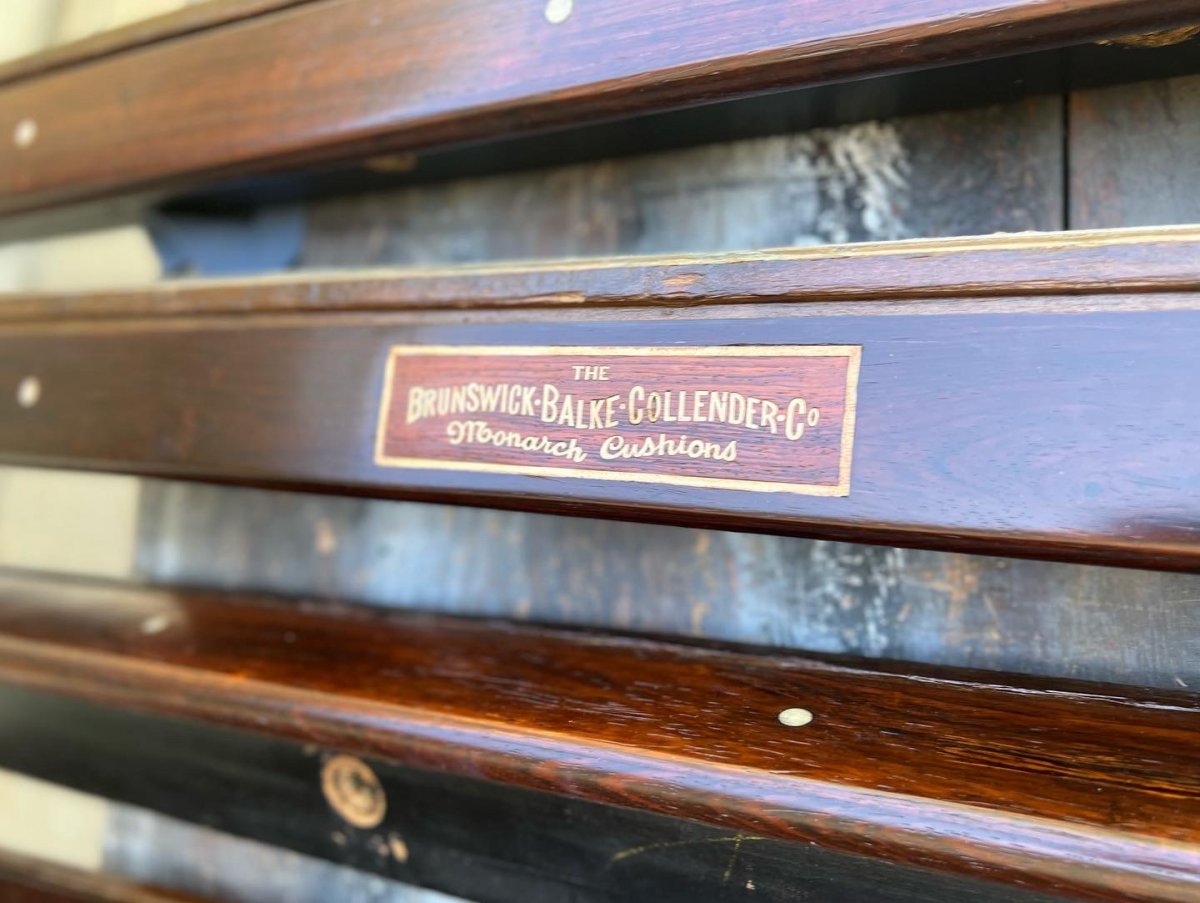 THE
BRUNSWICK·BALKE·COLLENDER·Co
Monarch Cushions